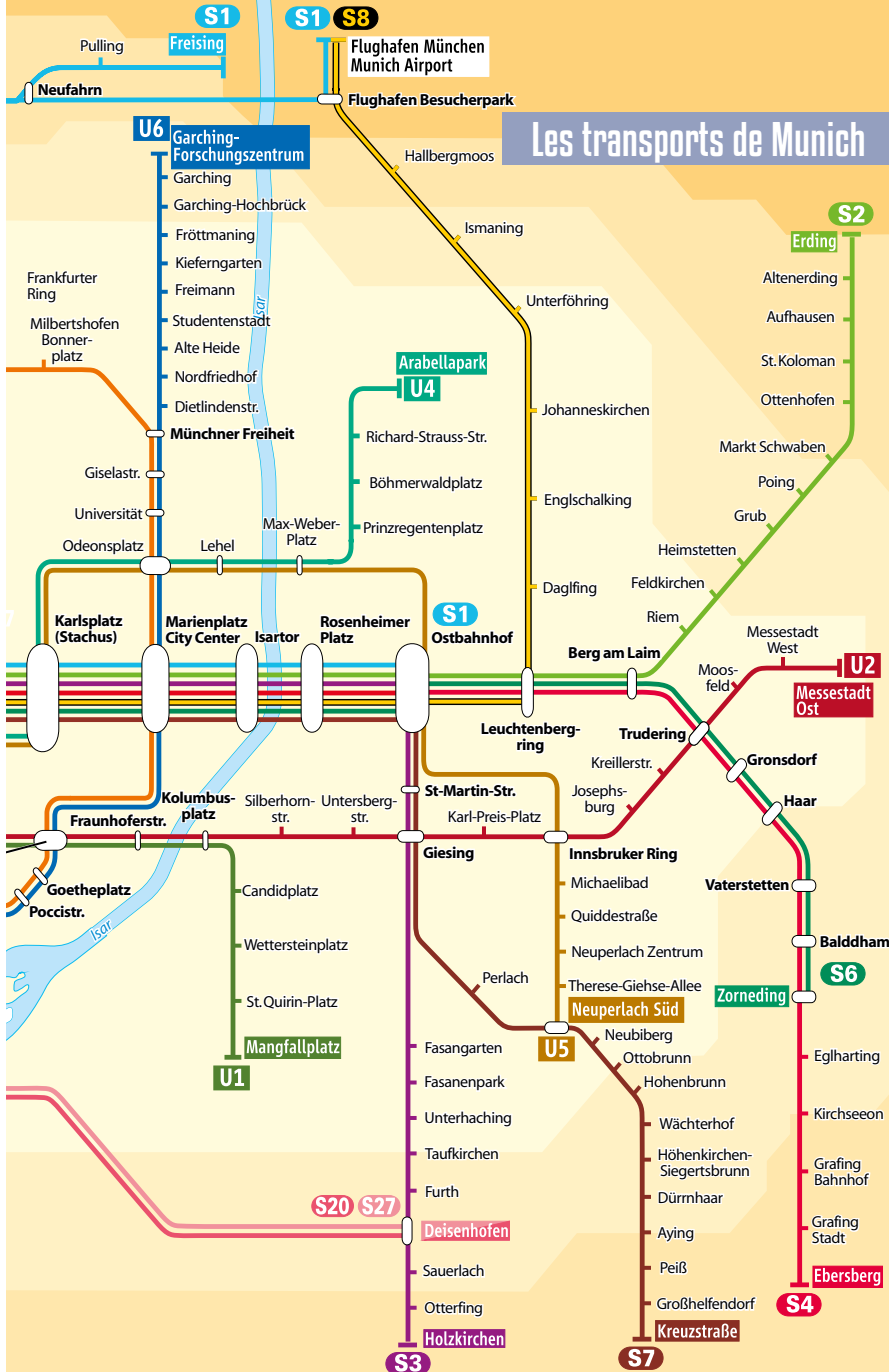 S1
S1 S8
Pulling
Freising
Flughafen München
Munich Airport
Neufahrn
Flughafen Besucherpark
U6
Garching-
Forschungszentrum
Les transports de Munich
Hallbergmoos
Garching
Garching-Hochbrück
S2
Ismaning
Fröttmaning
Erding
Kieferngarten
Frankfurter
Ring
Altenerding
Freimann
Isar
Unterföhring
Studentenstadt
Aufhausen
Milbertshofen
Bonner-
platz
Alte Heide
Arabellapark
U4
St. Koloman
Nordfriedhof
Ottenhofen
Dietlindenstr.
Johanneskirchen
Münchner Freiheit
Richard-Strauss-Str.
Markt Schwaben
Giselastr.
Böhmerwaldplatz
Poing
Englschalking
Universität
Grub
Max-Weber-
Platz
Prinzregentenplatz
Odeonsplatz
Lehel
Heimstetten
Daglfing
Feldkirchen
Riem
Karlsplatz
(Stachus)
Marienplatz
City Center
Isartor
Rosenheimer
Platz
S1
Ostbahnhof
Berg am Laim
Messestadt
West
Moos-
feld
U2
Messestadt
Ost
Leuchtenberg-
ring
Trudering
Gronsdorf
Kreillerstr.
St-Martin-Str.
Josephs-
burg
Haar
Kolumbus-
platz
Silberhorn-
str.
Untersberg-
str.
Karl-Preis-Platz
Fraunhoferstr.
Giesing
Innsbruker Ring
Goetheplatz
Poccistr.
Candidplatz
Michaelibad
Vaterstetten
Quiddestraße
Isar
Wettersteinplatz
Neuperlach Zentrum
Balddham
S6
Perlach
Therese-Giehse-Allee
Zorneding
St. Quirin-Platz
Neuperlach Süd
U5
Mangfallplatz
U1
Neubiberg
Fasangarten
Ottobrunn
Eglharting
Fasanenpark
Hohenbrunn
Unterhaching
Wächterhof
Kirchseeon
Taufkirchen
Höhenkirchen-
Siegertsbrunn
Grafing
Bahnhof
Furth
Dürrnhaar
S20 S27
Deisenhofen
Aying
Grafing
Stadt
Sauerlach
Peiß
Ebersberg
S4
Otterfing
Großhelfendorf
Holzkirchen
S3
Kreuzstraße
S7